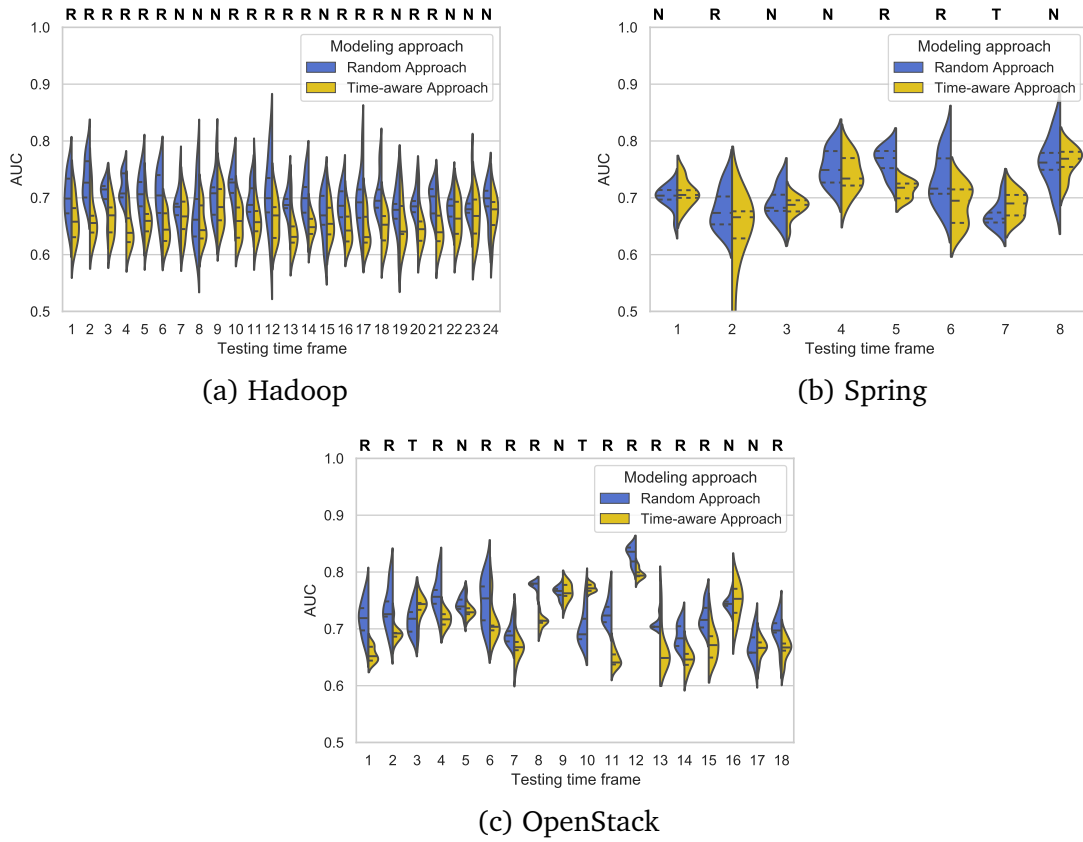 R R R R R R N N N R R R R R N R R R N R R N N N
1.0
0.9
0.8
0.7
0.6
0.5
AUC
Modeling approach
Random Approach
Time-aware Approach
1 2 3 4 5 6 7 8 9 10 11 12 13 14 15 16 17 18 19 20 21 22 23 24
Testing time frame
(a) Hadoop
N R N N R R T N
1.0
0.9
0.8
0.7
0.6
0.5
AUC
Modeling approach
Random Approach
Time-aware Approach
1 2 3 4 5 6 7 8
Testing time frame
(b) Spring
R R T R N R R R N T R R R R R N N R
1.0
0.9
0.8
0.7
0.6
0.5
AUC
Modeling approach
Random Approach
Time-aware Approach
1 2 3 4 5 6 7 8 9 10 11 12 13 14 15 16 17 18
Testing time frame
(c) OpenStack